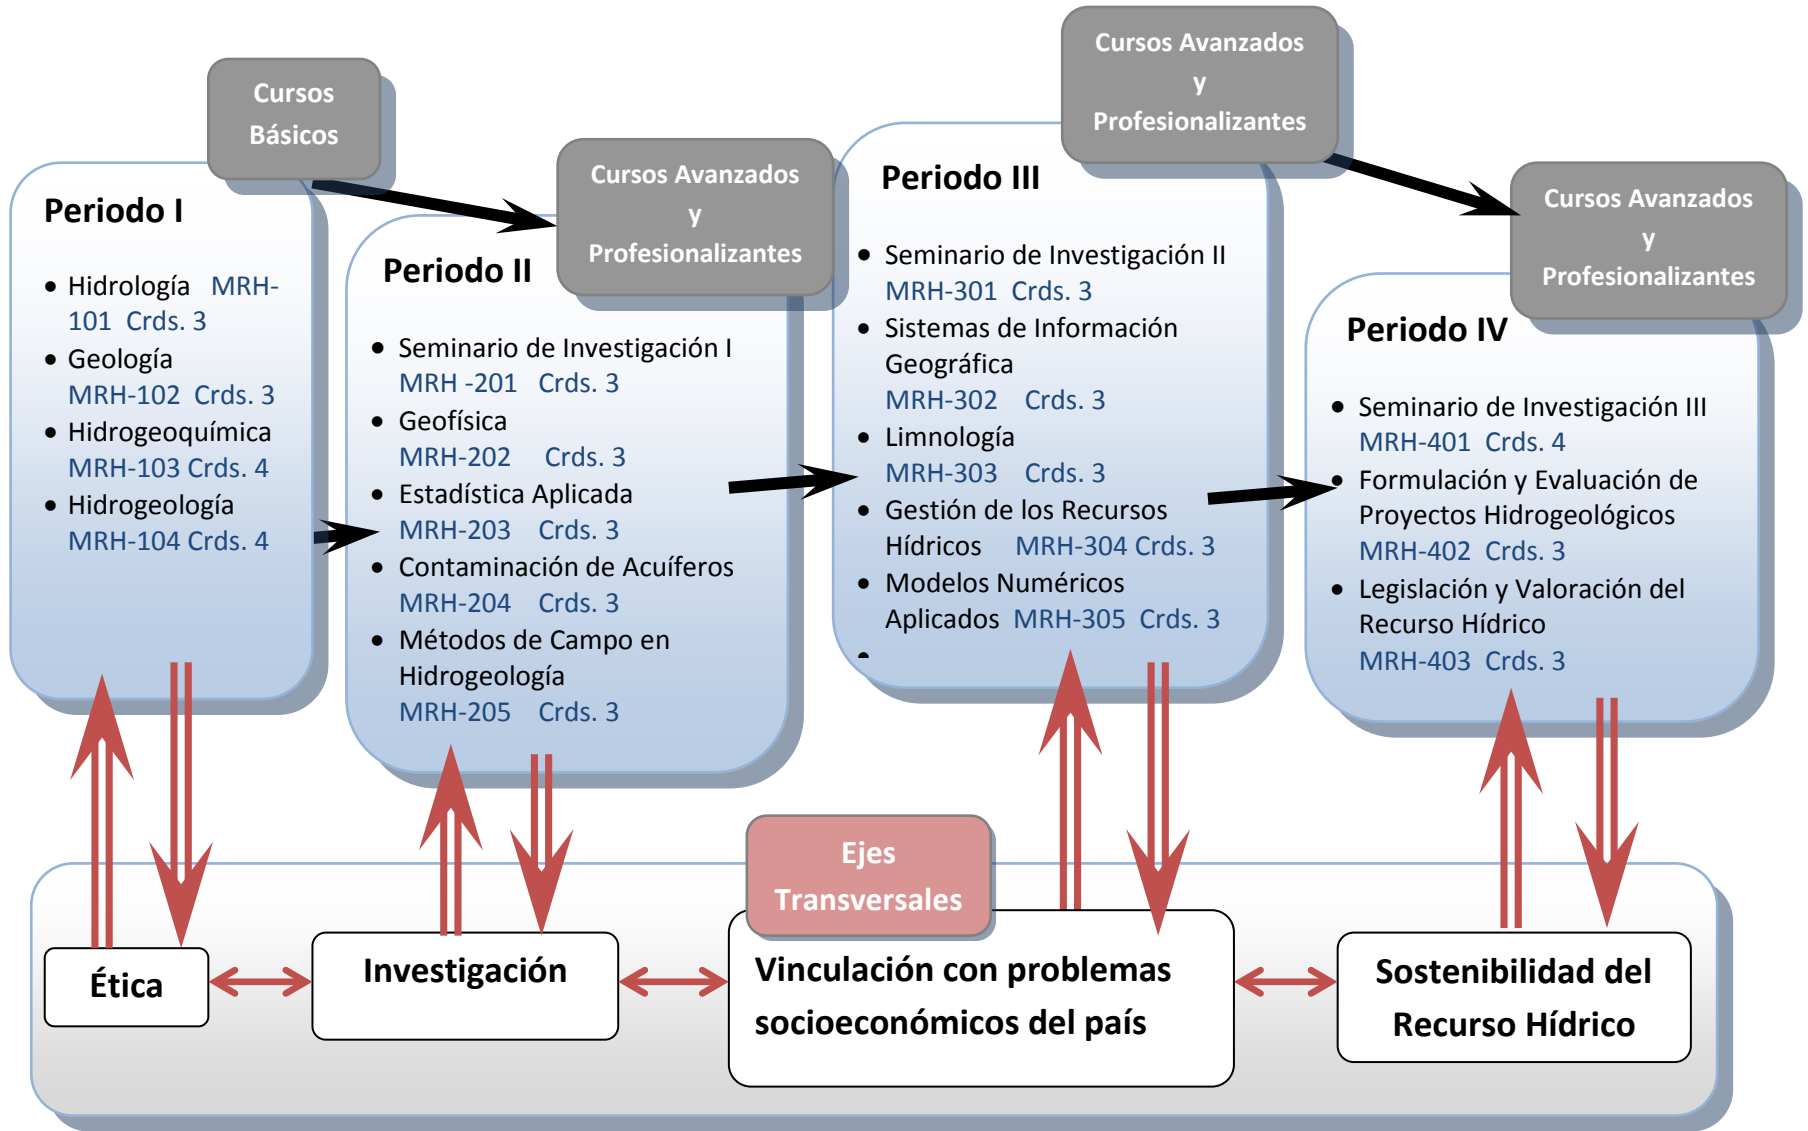 Cursos
Básicos
Periodo I
• Hidrología MRH-
101 Crds. 3
• Geología
MRH-102 Crds. 3
• Hidrogeoquímica
MRH-103 Crds. 4
• Hidrogeología
MRH-104 Crds. 4
Cursos Avanzados
y
Profesionalizantes
Periodo II
• Seminario de Investigación I
MRH -201 Crds. 3
• Geofísica
MRH-202 Crds. 3
• Estadística Aplicada
MRH-203 Crds. 3
• Contaminación de Acuíferos
MRH-204 Crds. 3
• Métodos de Campo en
Hidrogeología
MRH-205 Crds. 3
Cursos Avanzados
y
Profesionalizantes
Periodo III
• Seminario de Investigación II
MRH-301 Crds. 3
• Sistemas de Información
Geográfica
MRH-302 Crds. 3
• Limnología
MRH-303 Crds. 3
• Gestión de los Recursos
Hídricos MRH-304 Crds. 3
• Modelos Numéricos
Aplicados MRH-305 Crds. 3
•
Cursos Avanzados
y
Profesionalizantes
Periodo IV
• Seminario de Investigación III
MRH-401 Crds. 4
• Formulación y Evaluación de
Proyectos Hidrogeológicos
MRH-402 Crds. 3
• Legislación y Valoración del
Recurso Hídrico
MRH-403 Crds. 3
Ejes
Transversales
Ética
Investigación
Vinculación con problemas
socioeconómicos del país
Sostenibilidad del
Recurso Hídrico